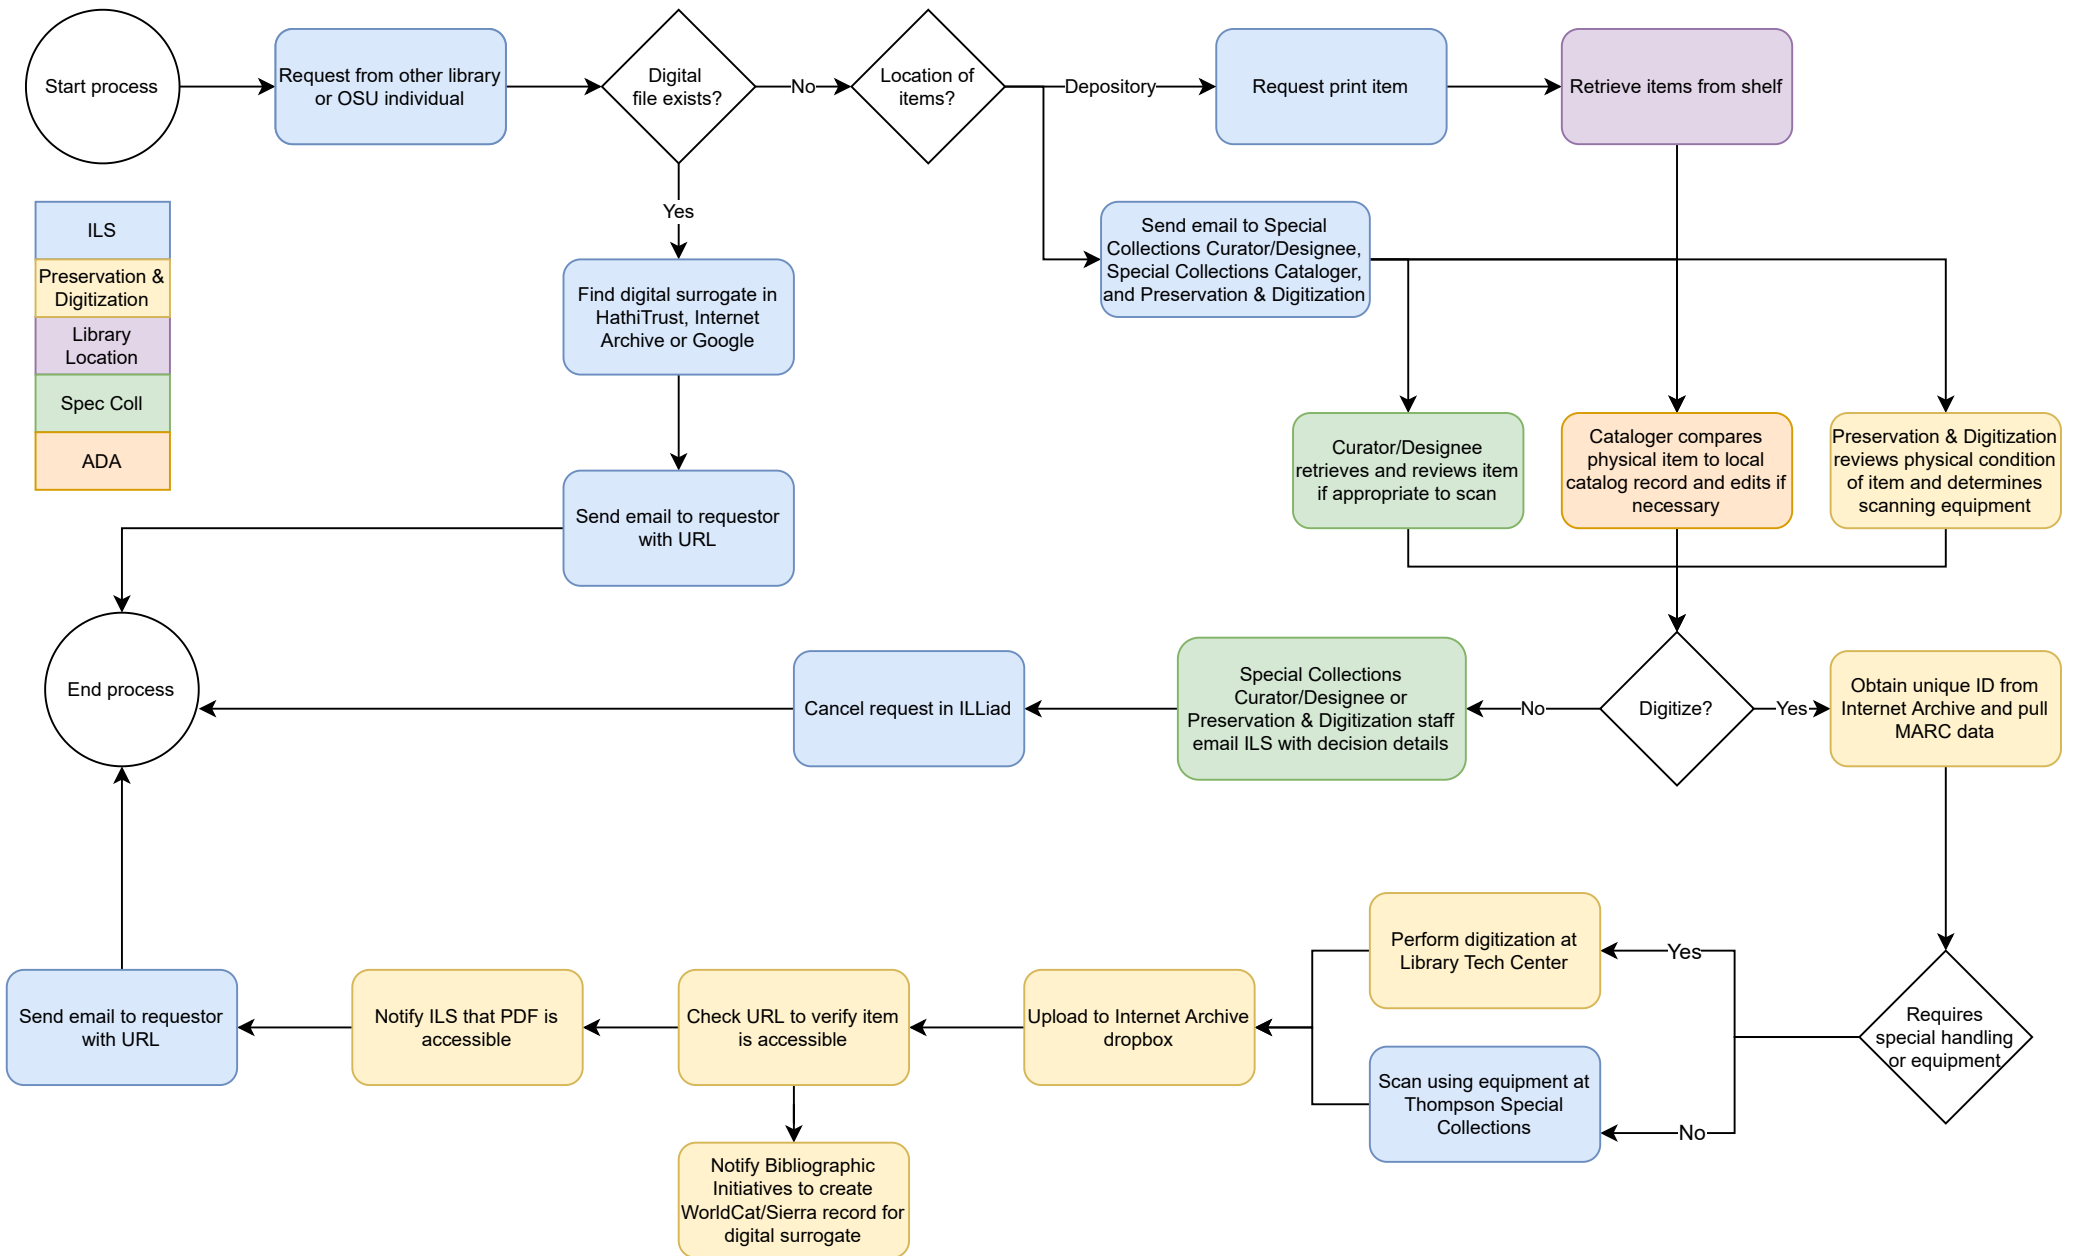 Start process
Request from other library
or OSU individual
Digital
file exists?
No
Location of
items?
Depository
Request print item
Retrieve items from shelf
Yes
ILS
Preservation &
Digitization
Library
Location
Spec Coll
ADA
Find digital surrogate in
HathiTrust, Internet
Archive or Google
Send email to Special
Collections Curator/Designee,
Special Collections Cataloger,
and Preservation & Digitization
Send email to requestor
with URL
Curator/Designee
retrieves and reviews item
if appropriate to scan
Cataloger compares
physical item to local
catalog record and edits if
necessary
Preservation & Digitization
reviews physical condition
of item and determines
scanning equipment
End process
Cancel request in ILLiad
Special Collections
Curator/Designee or
Preservation & Digitization staff
email ILS with decision details
No
Digitize?
Yes
Obtain unique ID from
Internet Archive and pull
MARC data
Send email to requestor
with URL
Notify ILS that PDF is
accessible
Check URL to verify item
is accessible
Upload to Internet Archive
dropbox
Perform digitization at
Library Tech Center
Yes
Requires
special handling
or equipment
Scan using equipment at
Thompson Special
Collections
No
Notify Bibliographic
Initiatives to create
WorldCat/Sierra record for
digital surrogate